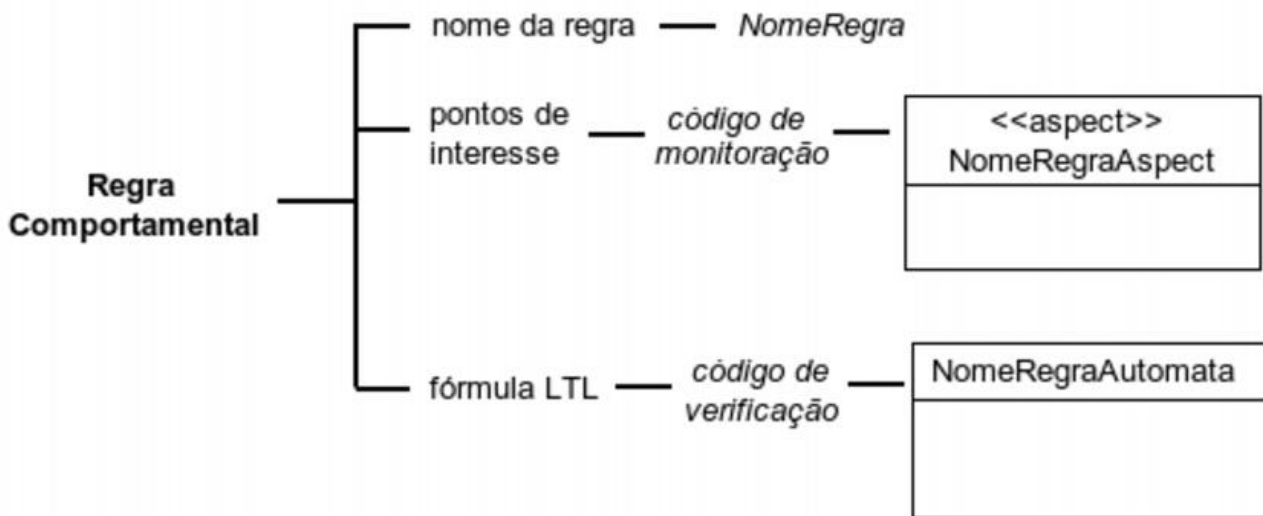 nome da regra
NomeRegra
pontos de
interesse
código de
monitoração
<<aspect>>
NomeRegraAspect
Regra
Comportamental
fórmula LTL
código de
verificação
NomeRegraAutomata